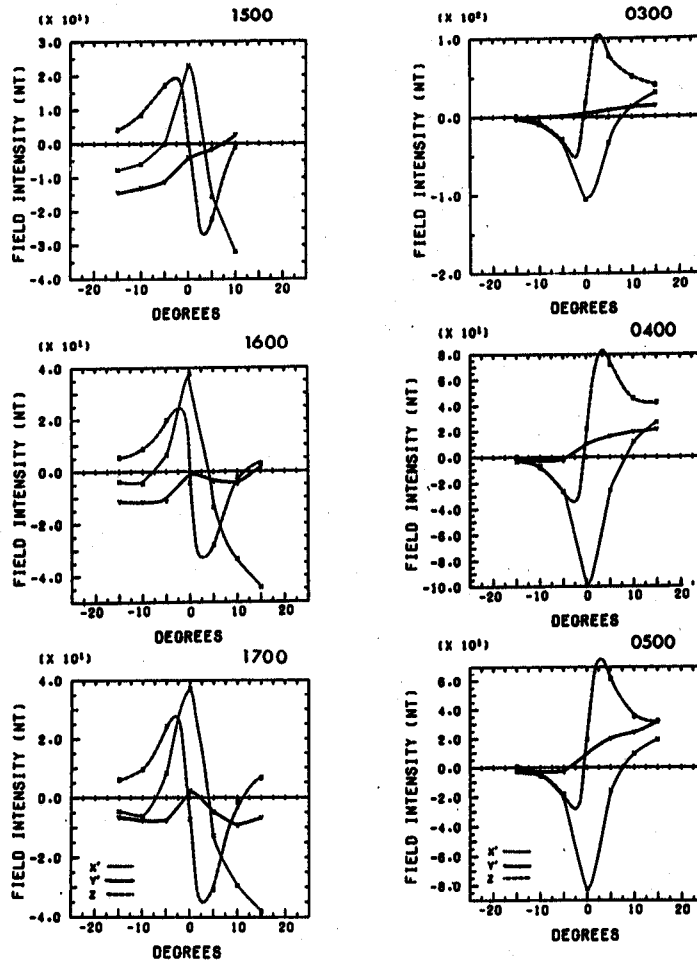 (X 10¹) 1500
3.0
2.0
1.0
0.0
-1.0
-2.0
-3.0
-4.0
FIELD INTENSITY (NT)
-20 -10 0 10 20
DEGREES
(X 10²) 0300
1.0
0.0
-1.0
-2.0
FIELD INTENSITY (NT)
-20 -10 0 10 20
DEGREES
(X 10¹) 1600
4.0
2.0
0.0
-2.0
-4.0
FIELD INTENSITY (NT)
-20 -10 0 10 20
DEGREES
(X 10¹) 0400
8.0
6.0
4.0
2.0
0.0
-2.0
-4.0
-6.0
-8.0
-10.0
FIELD INTENSITY (NT)
-20 -10 0 10 20
DEGREES
(X 10¹) 1700
4.0
2.0
0.0
-2.0
-4.0
FIELD INTENSITY (NT)
X'
Y'
Z
-20 -10 0 10 20
DEGREES
(X 10¹) 0500
6.0
4.0
2.0
0.0
-2.0
-4.0
-6.0
-8.0
FIELD INTENSITY (NT)
X'
Y'
Z
-20 -10 0 10 20
DEGREES